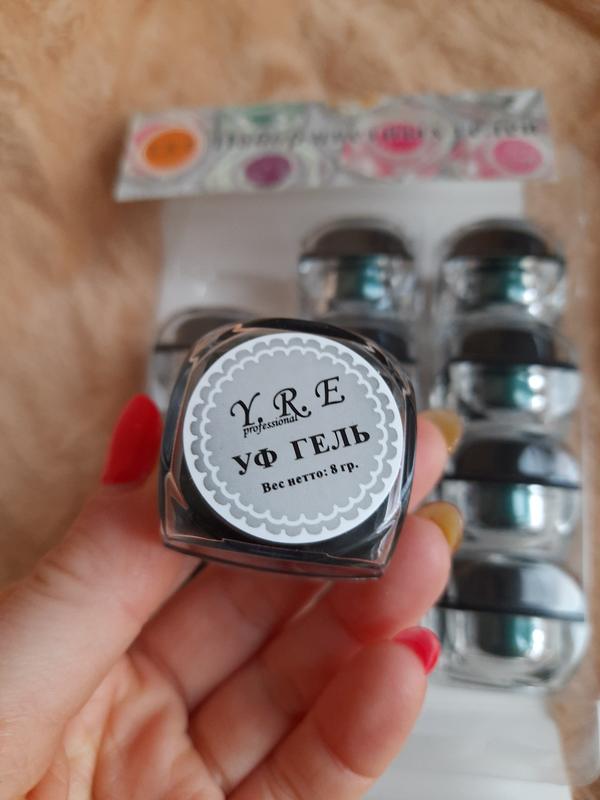 Y. R. E
professional
УФ ГЕЛЬ
Вес нетто: 8 гр.